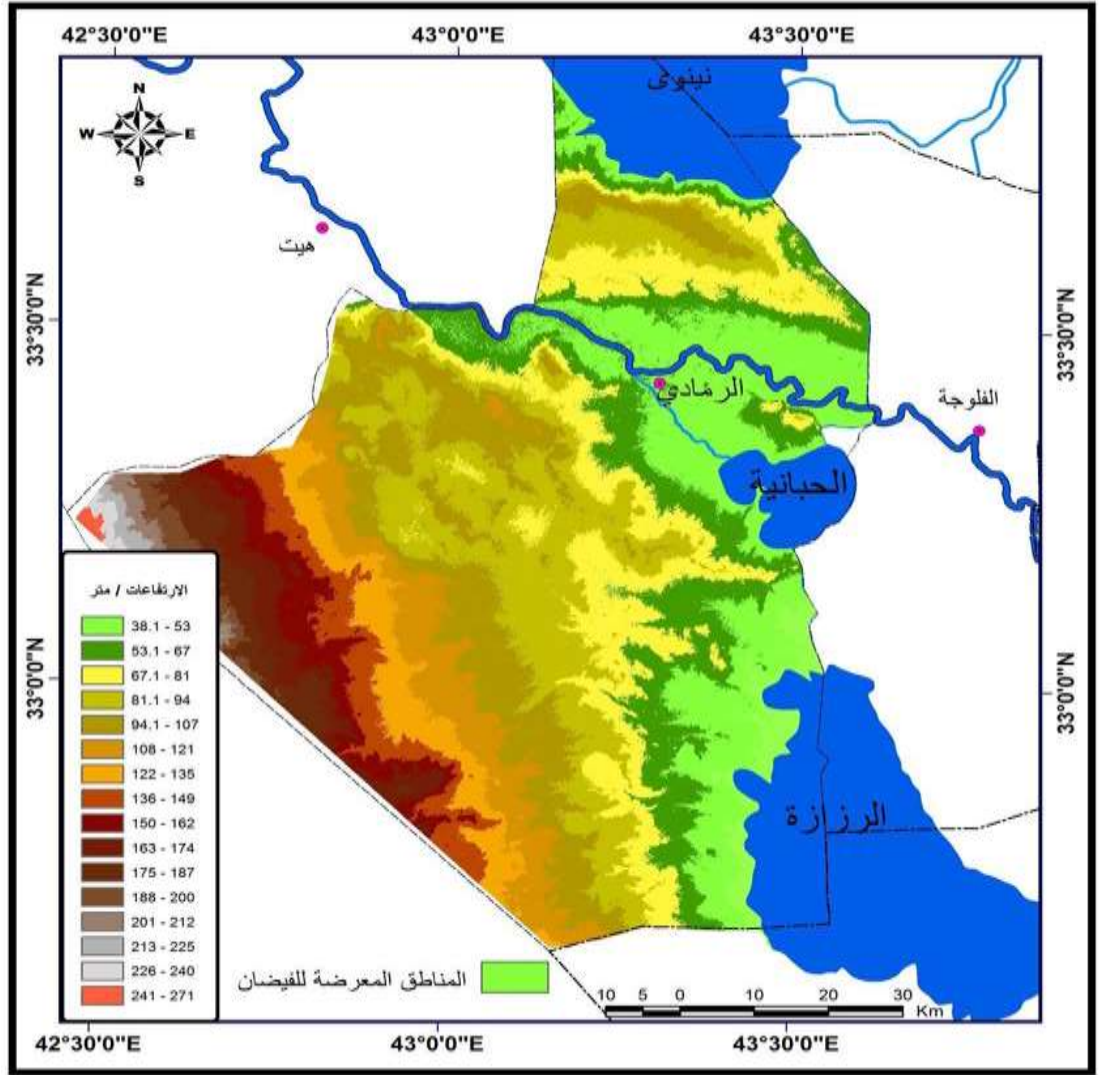 42°30'0"E 43°0'0"E 43°30'0"E
نينوى
N
W E
S
هيت
33°30'0"N 33°30'0"N
الرمادي
الفلوجة
الحبانية
الارتفاعات / متر
38.1 - 53
53.1 - 67
67.1 - 81
81.1 - 94
94.1 - 107
108 - 121
122 - 135
136 - 149
150 - 162
163 - 174
175 - 187
188 - 200
201 - 212
213 - 225
226 - 240
241 - 271
33°0'0"N 33°0'0"N
الرزازة
المناطق المعرضة للفيضان
10 5 0 10 20 30
Km
42°30'0"E 43°0'0"E 43°30'0"E